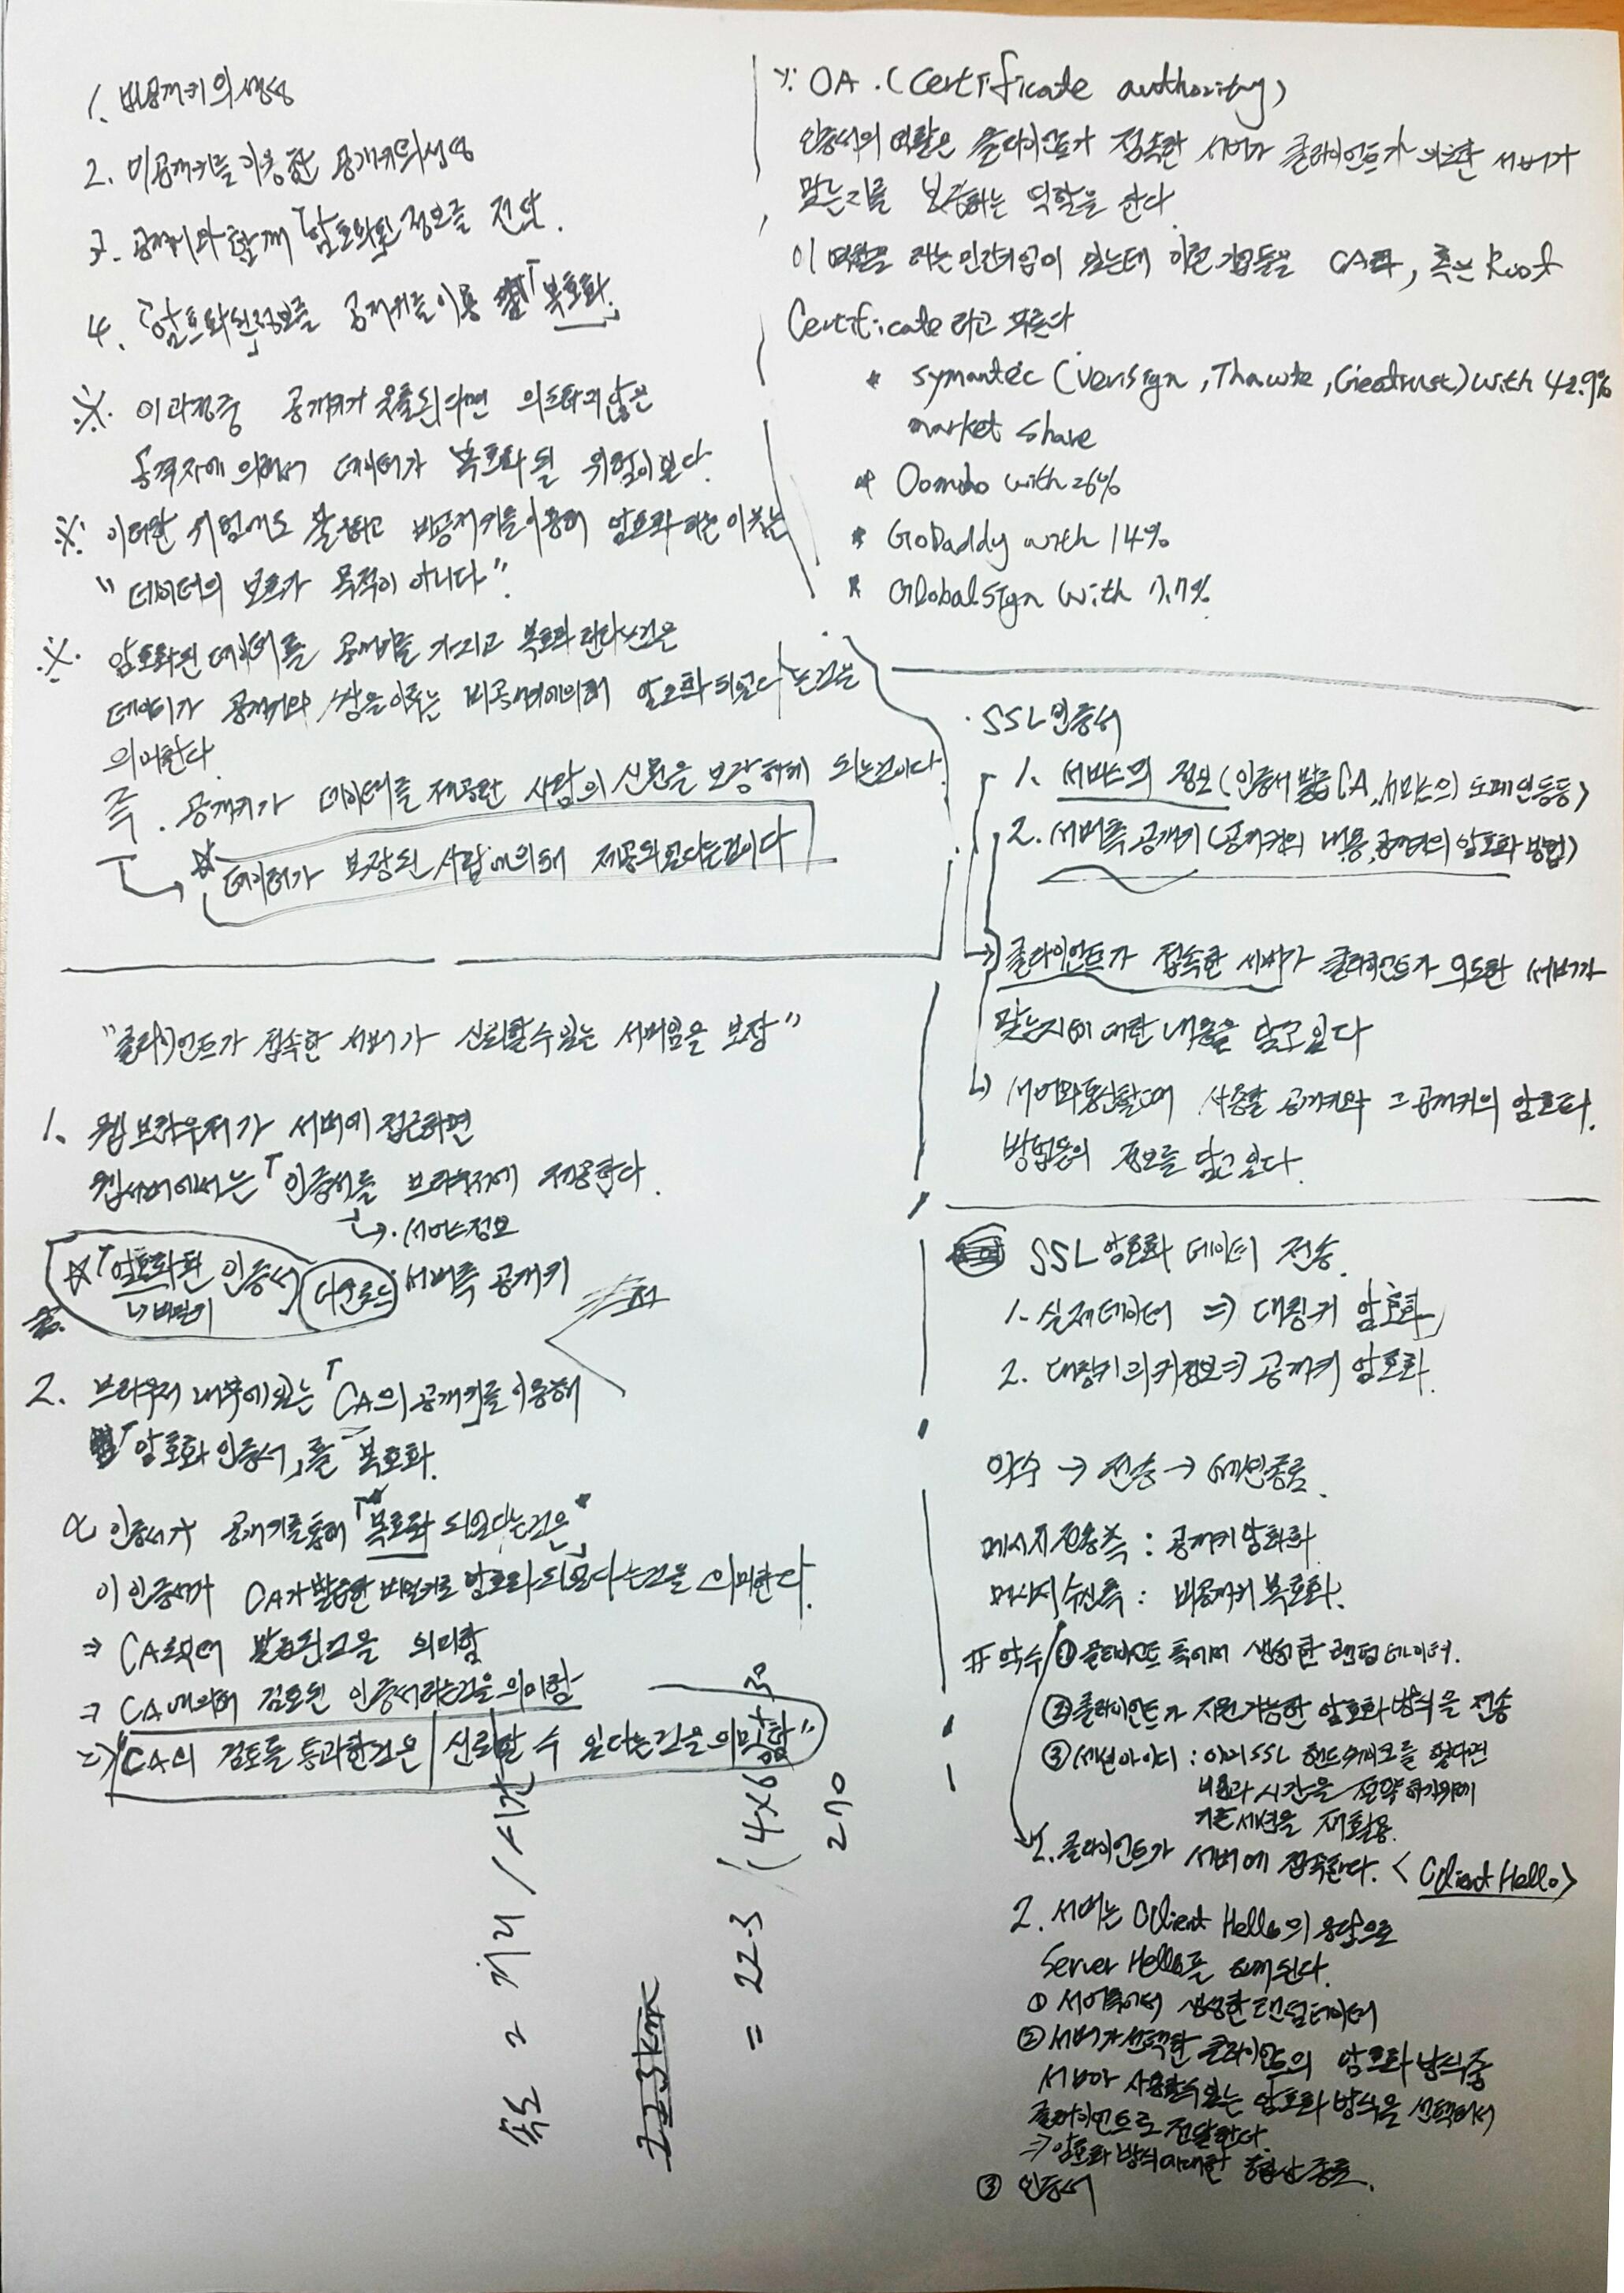 1. 비공개키의 생성
2. 비공개키를 이용한 공개키의 생성
3. 공개키와 함께 「암호화된 정보를 전달.
4. 「암호화된 정보」를 공개키를 이용 「복호화」
※. 이과정중 공개키가 유출된다면 의도하지 않은
공격자에 의해서 데이터가 복호화 될 위험이 있다.
※. 이러한 위험에도 불구하고 비공개키를 이용해 암호화 하는 이유는
"데이터의 보호가 목적이 아니다".
※. 암호화된 데이터를 공개키를 가지고 복호화 한다는건은
데이터가 공개키와 쌍을 이루는 비공개키에의해 암호화 되었다는것을
의미한다.
즉. 공개키가 데이터를 제공한 사람의 신원을 보장하게 되는것이다.
☆ 데이터가 보장된 사람에의해 제공되었다는것이다
"클라이언트가 접속한 서버가 신뢰할수있는 서버임을 보장"
1. 웹 브라우저가 서버에 접근하면
웹서버에서는 「인증서를 브라우저에 제공한다.
↳ · 서비스정보
☆「암호화된 인증서 다운로드 · 서버측 공개키
↳비밀키
2. 브라우저 내부에있는 「CA의 공개키」를 이용해
「암호화 인증서」를 복호화.
α 인증서가 공개키를통해 「복호화 되었다는것은」
이 인증서가 CA가 발급한 비밀키로 암호화 되었다는것을 의미한다.
⇒ CA로부터 발급된것을 의미함
⇒ CA에의해 검토된 인증서라는것을 의미함
⇒ "CA의 검토를 통과한것은 신뢰할 수 있다는것을 의미함"
속도 = 거리 / 시간
22.3km
= 22.3 / (4x60+30
270
※ OA. (Certificate authority)
인증서의 역할은 클라이언트가 접속한 서버가 클라이언트가 의도한 서버가
맞는지를 보장하는 역할을 한다.
이 역할을 하는 민간기업이 있는데 이런 기업들을 CA라, 혹은 Root
Certificate 라고 부른다
* symantec (Verisign, Thawte, Geotrust) with 42.9%
market share
* Comodo with 26%
* GoDaddy with 14%
* GlobalSign with 7.7%
· SSL 인증서
1. 서비스의 정보 (인증서 발급 CA, 서비스의 도메인등등)
2. 서버측 공개키 (공개키의 내용, 공개키의 암호화 방법)
→ 클라이언트가 접속한 서버가 클라이언트가 의도한 서버가
맞는지에 대한 내용을 담고 있다
↳ 서버와통신할때 사용할 공개키와 그 공개키의 암호화.
방법등의 정보를 담고 있다.
SSL 암호화 데이터 전송.
1. 실제데이터 ⇒ 대칭키 암호화
2. 대칭키의 키정보 ⇒ 공개키 암호화.
악수 → 전송 → 세션종료.
메시지 전송측 : 공개키 암호화
메시지 수신측 : 비공개키 복호화.
# 악수 ① 클라이언트 측에서 생성한 랜덤 데이터.
② 클라이언트가 지원가능한 암호화 방식을 전송
③ 세션아이디 : 이미 SSL 핸드쉐이크를 했다면
비용과 시간을 절약하기위해
기존세션을 재활용.
1. 클라이언트가 서버에 접속한다. < Client Hello >
2. 서버는 Client Hello의 응답으로
Server Hello를 하게된다.
① 서버측에서 생성한 랜덤데이터
② 서버가 선택한 클라이언트의 암호화 방식중
서버가 사용할수있는 암호화 방식을 선택해서
클라이언트로 전달한다
⇒ 암호화 방식에대한 협상 종료.
③ 인증서